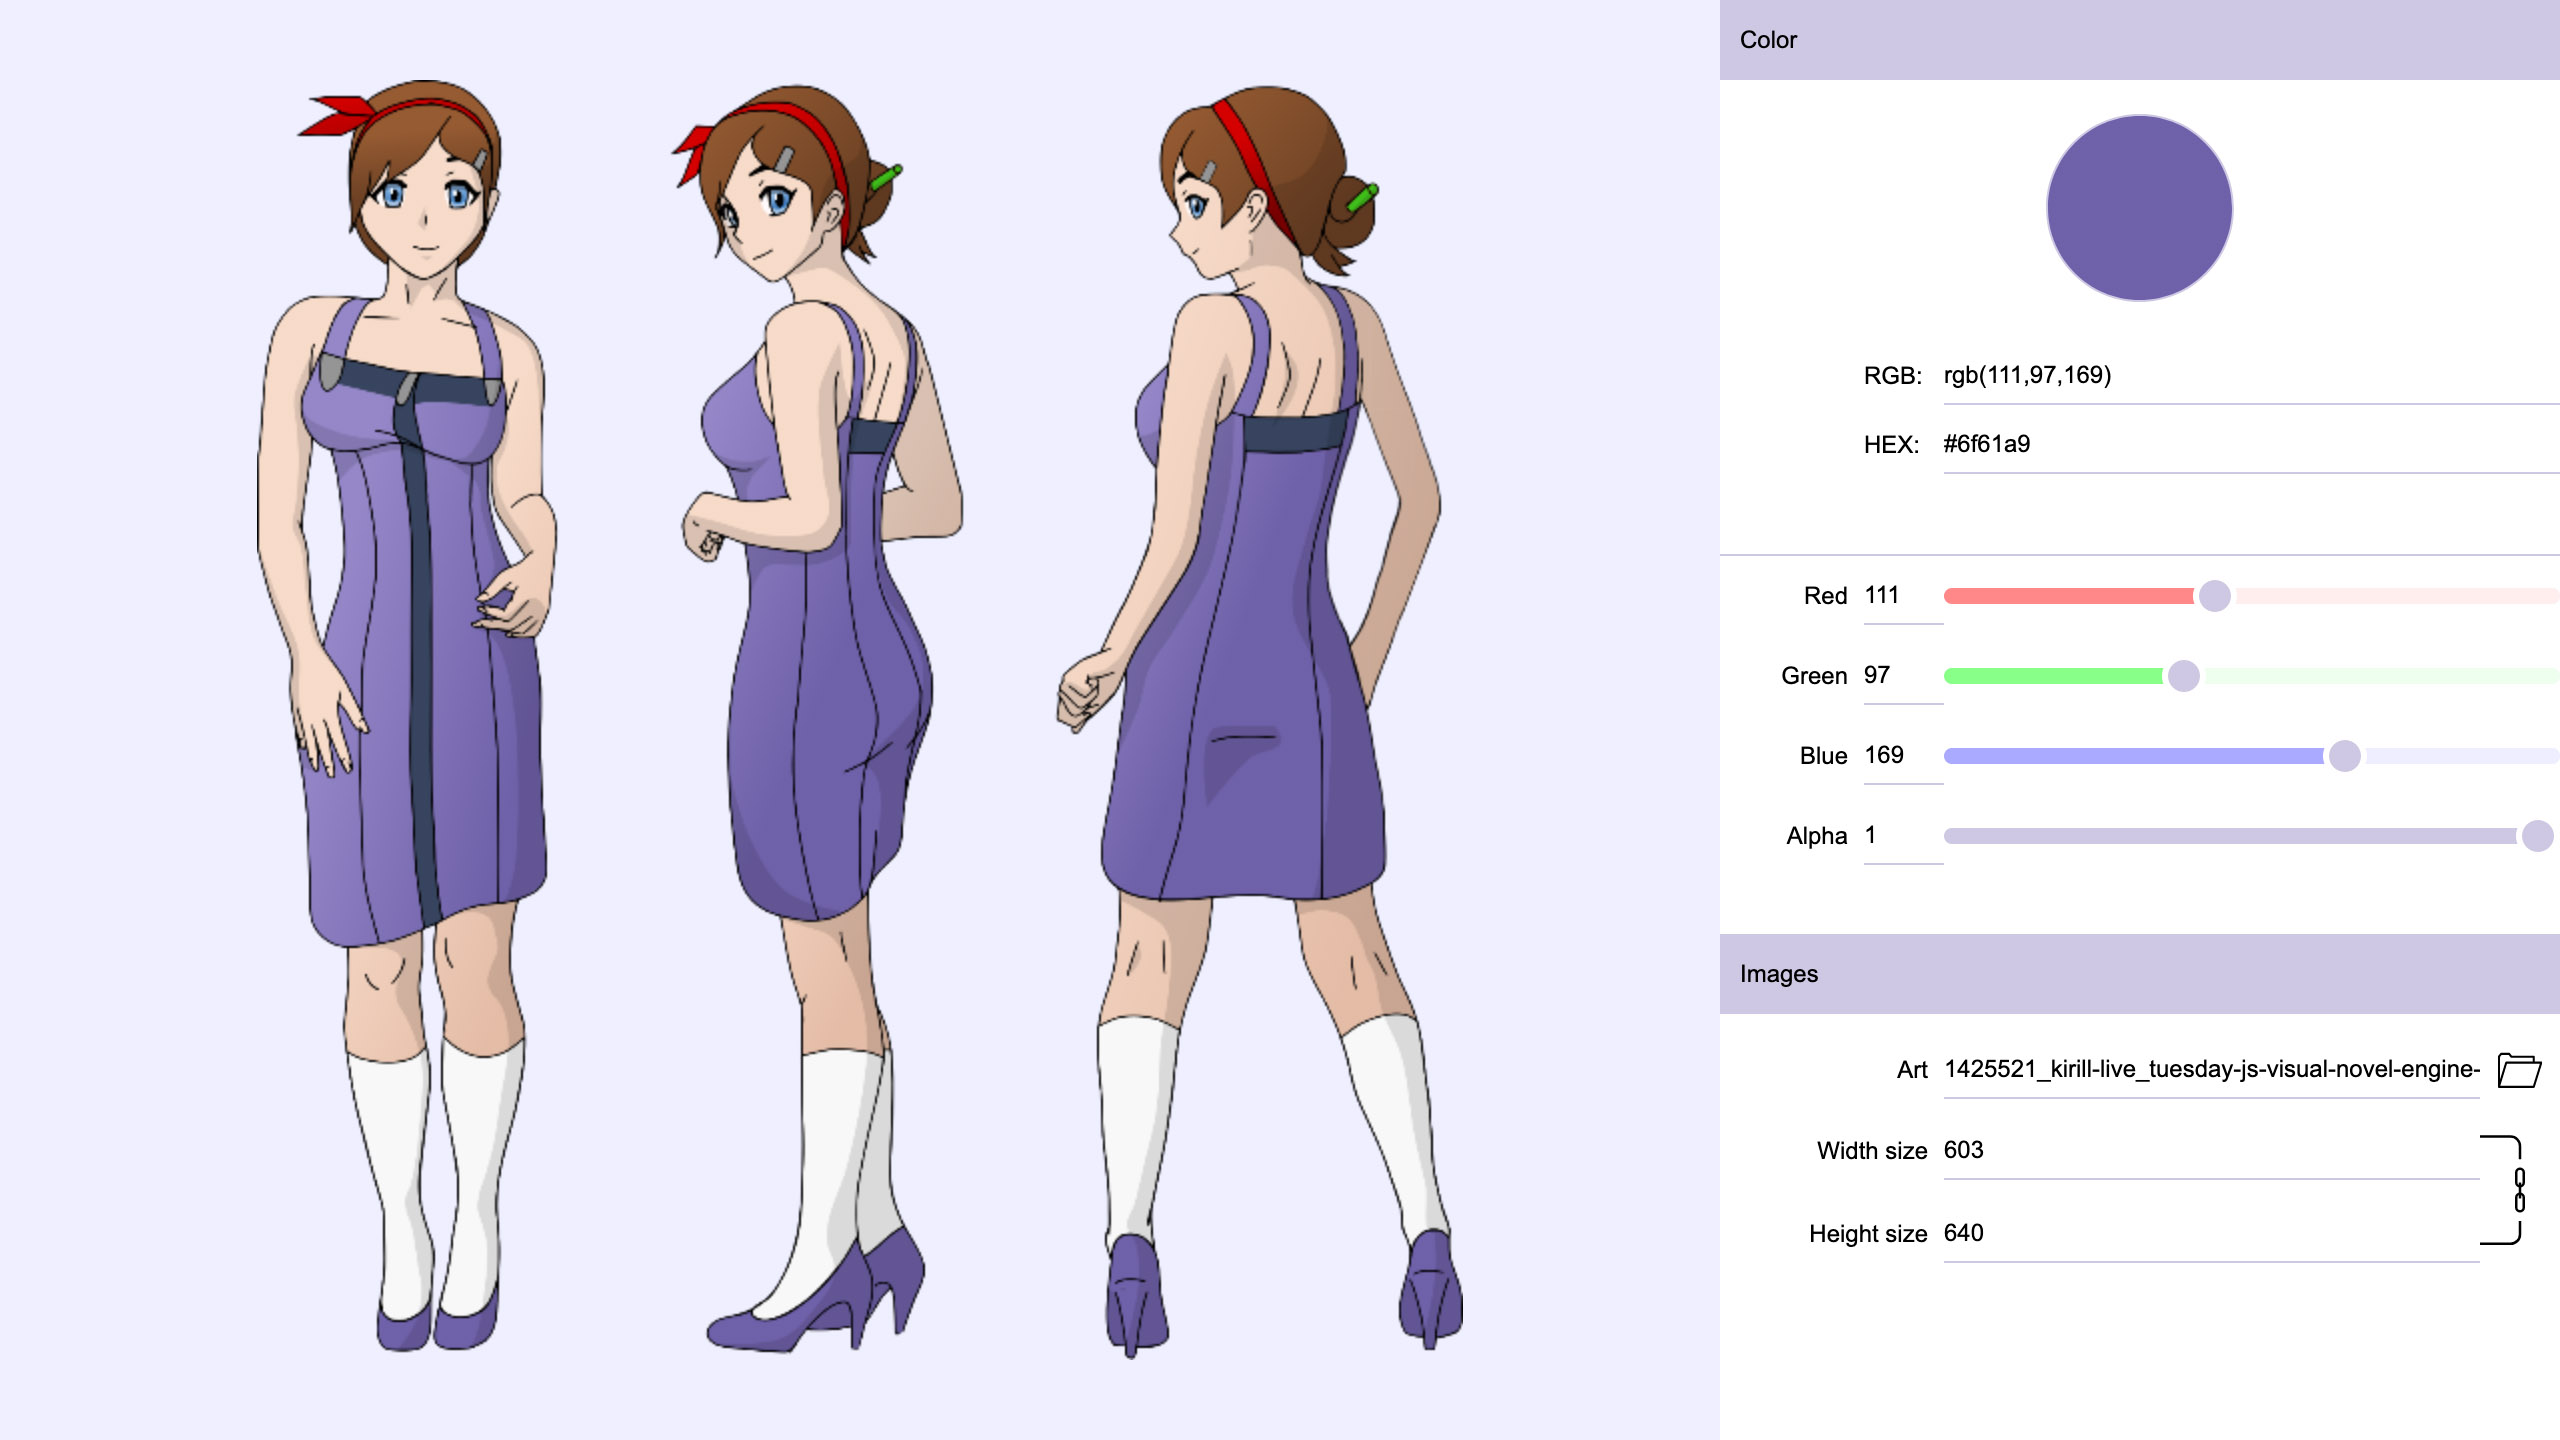 Color
RGB: rgb(111,97,169)
HEX: #6f61a9
Red 111
Green 97
Blue 169
Alpha 1
Images
Art 1425521_kirill-live_tuesday-js-visual-novel-engine-
Width size 603
Height size 640